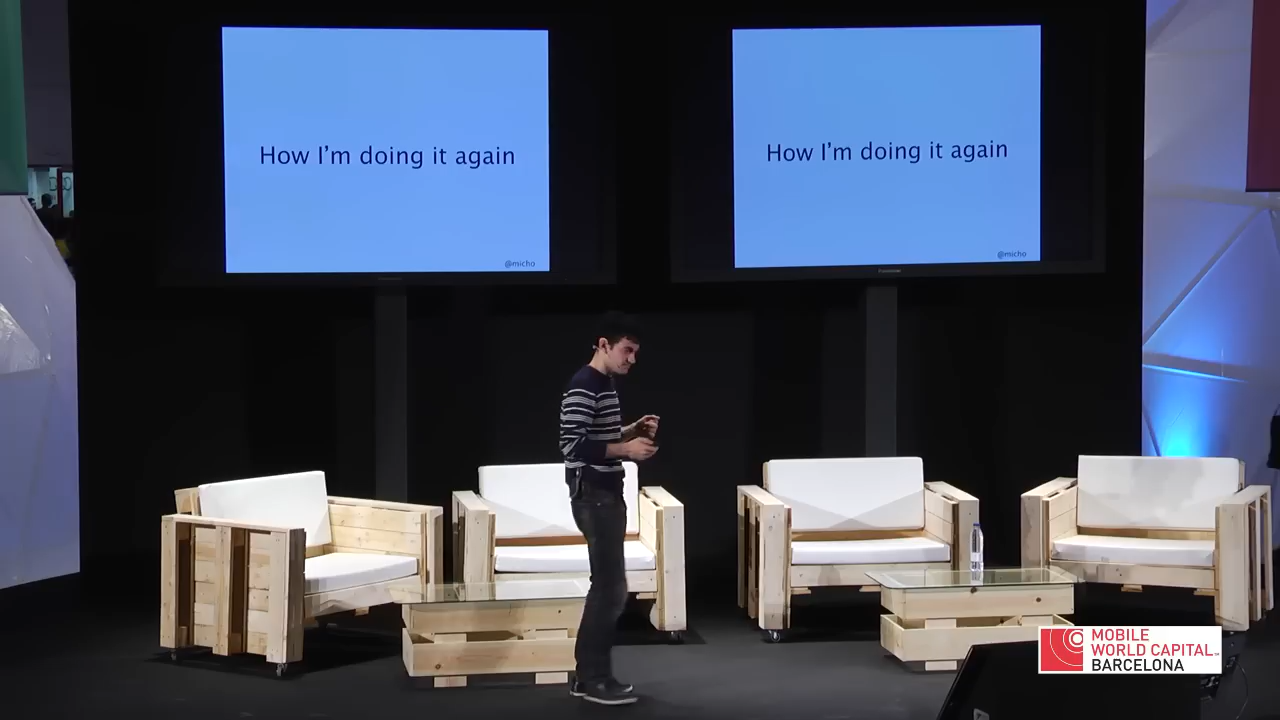 How I'm doing it again
@micho
How I'm doing it again
@micho
MOBILE
WORLD CAPITAL
BARCELONA